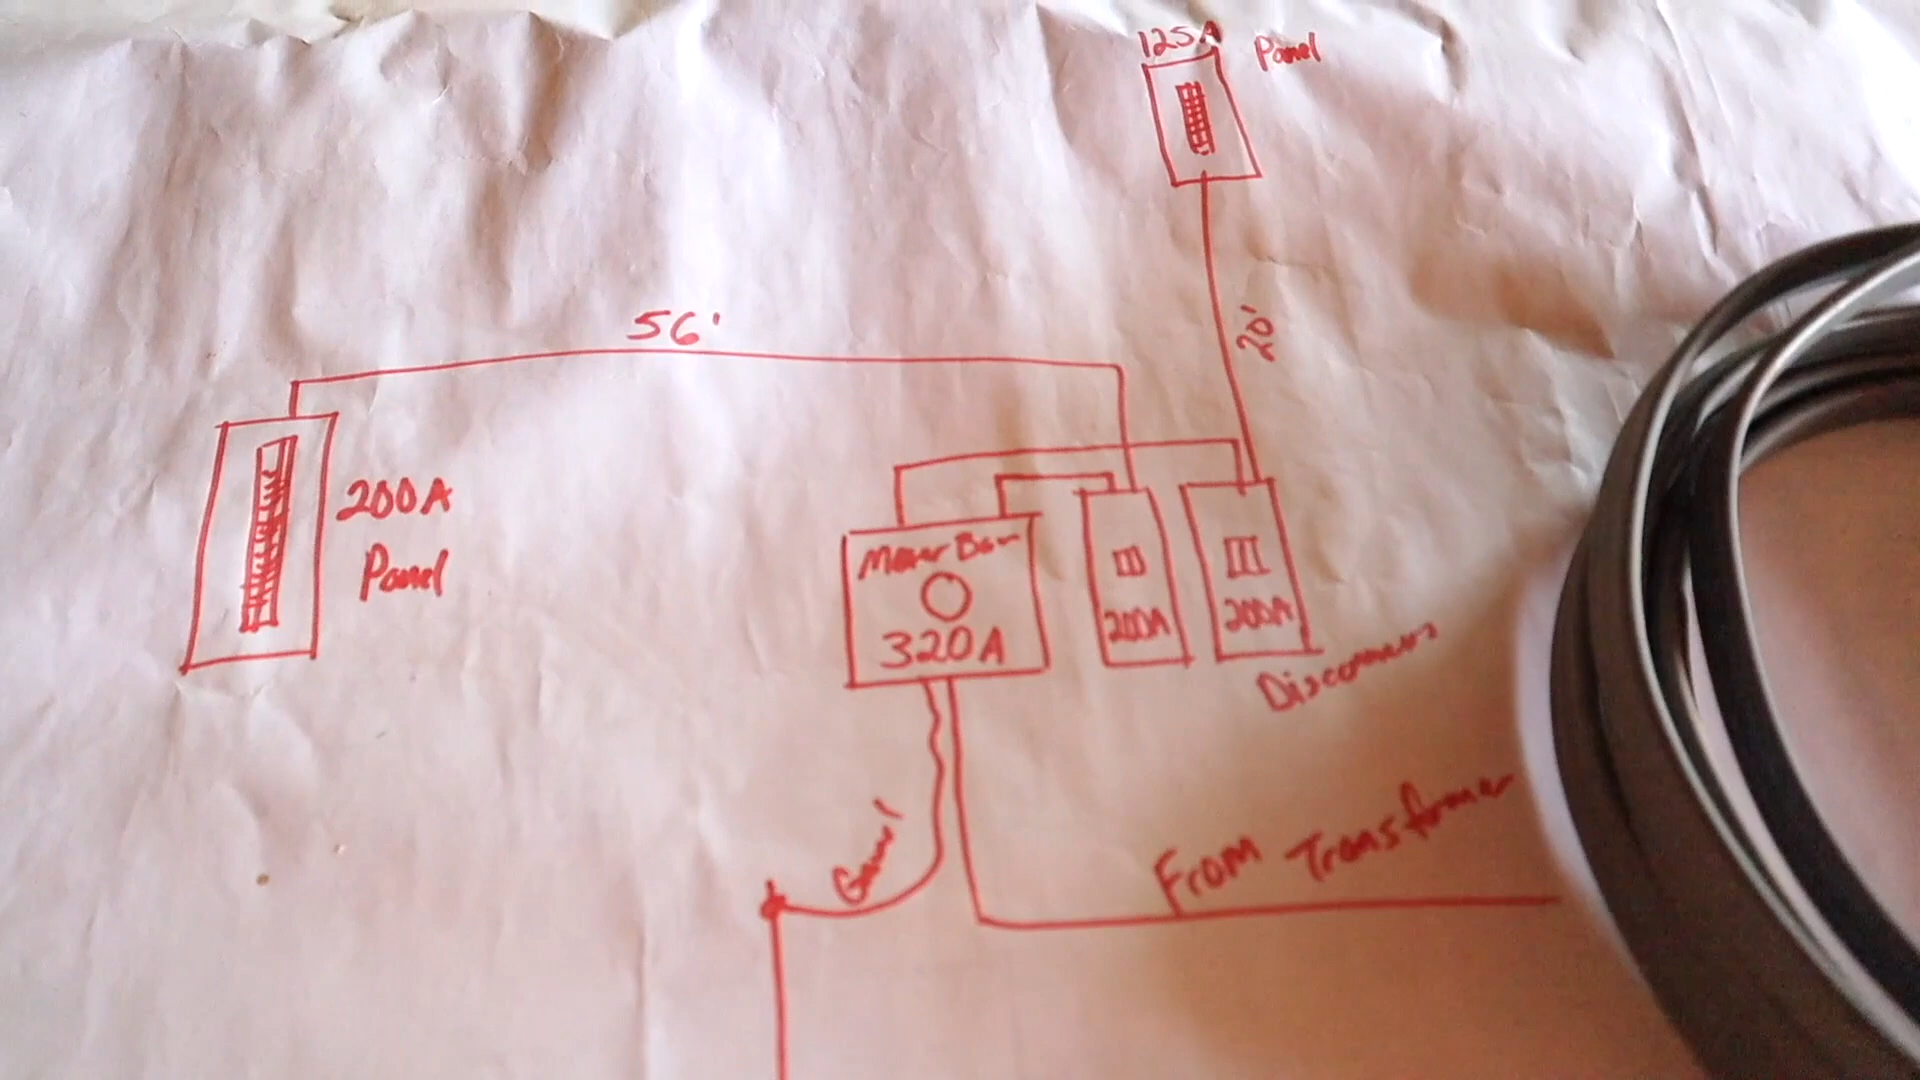 125A Panel
56'
20'
200A
Panel
Meter Box
320A
200A
200A
Disconnects
From Transformer